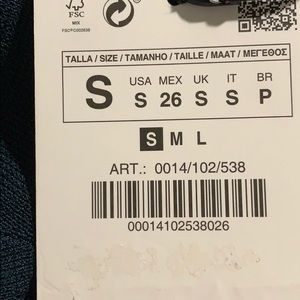 FSC
MIX
FSC® C002838
TALLA / SIZE / TAMANHO / TAILLE / MAAT / ΜΕΓΕΘΟΣ
S
USA MEX UK IT BR
S 26 S S P
S M L
ART.: 0014/102/538
00014102538026